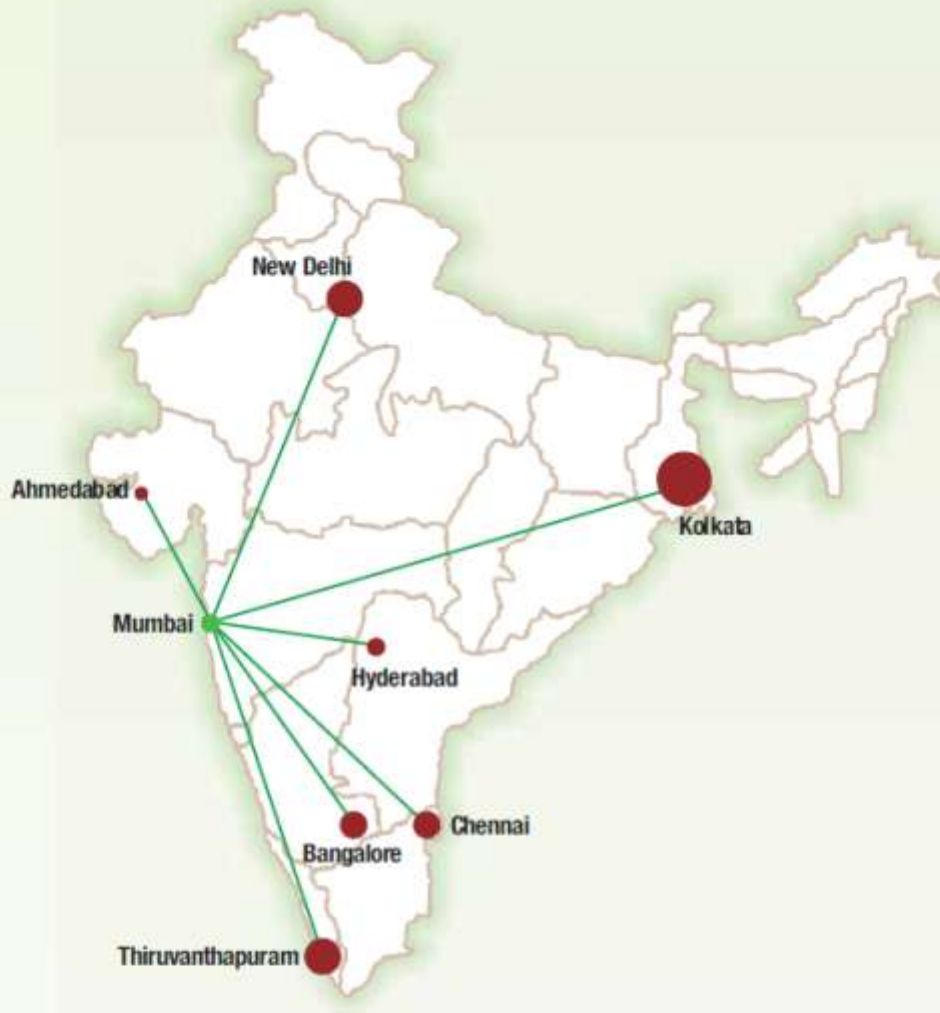 New Delhi
Ahmedabad
Kolkata
Mumbai
Hyderabad
Chennai
Bangalore
Thiruvanthapuram